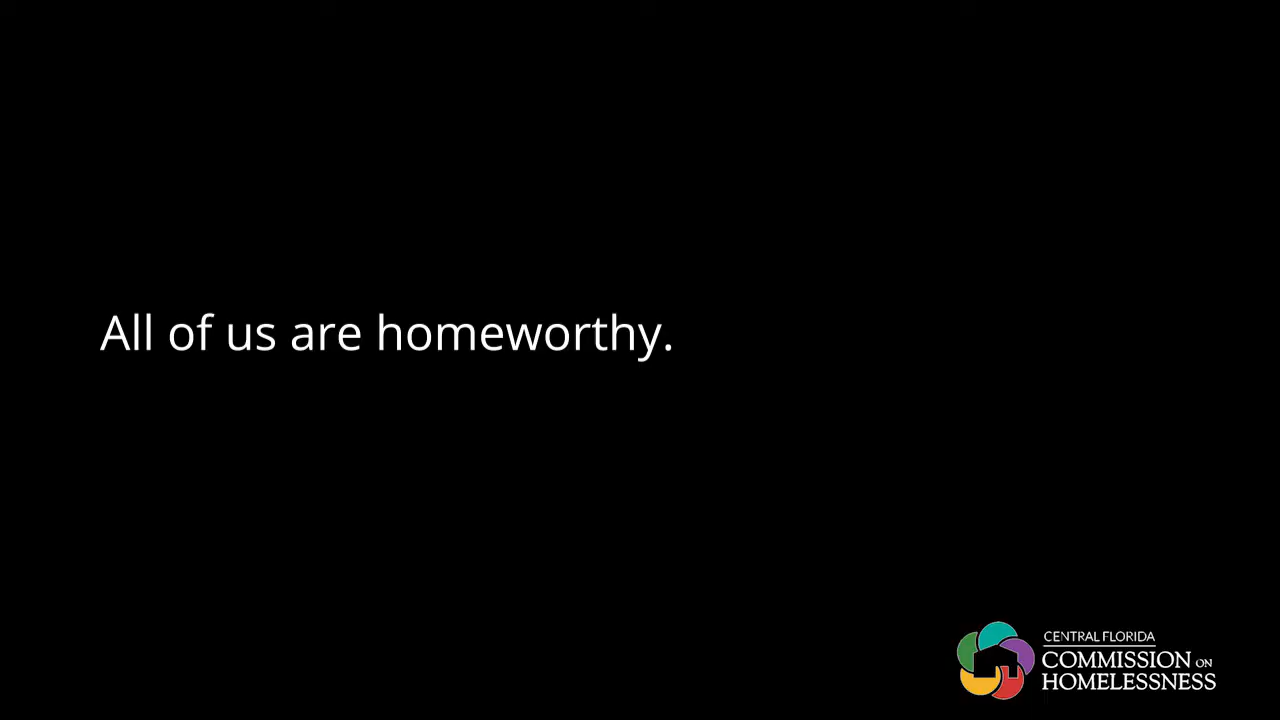 All of us are homeworthy.
CENTRAL FLORIDA
COMMISSION ON
HOMELESSNESS